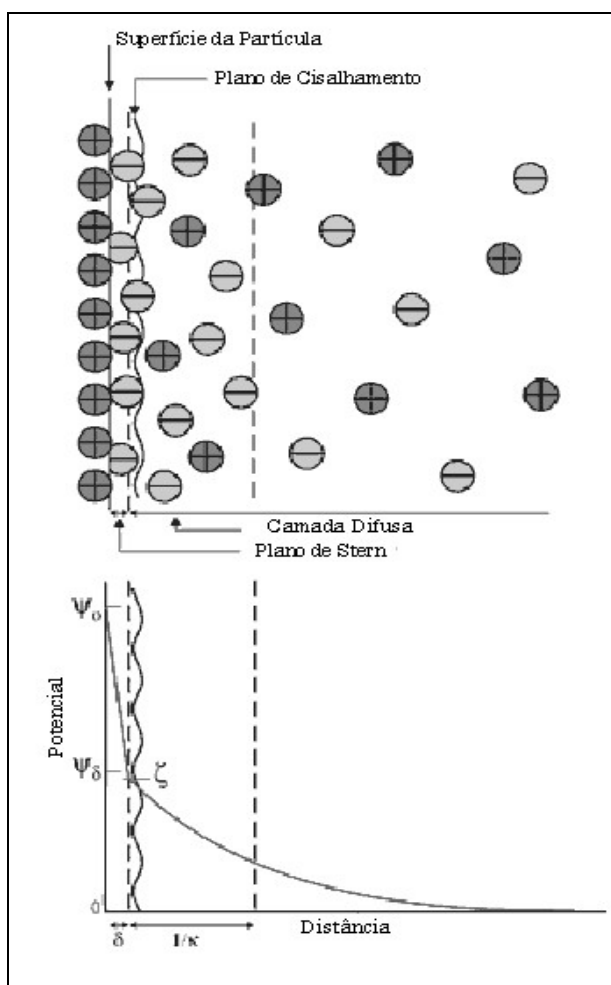 Superfície da Partícula
Plano de Cisalhamento
Camada Difusa
Plano de Stern
Ψ₀
Potencial
Ψδ
ζ
0
Distância
δ
1/κ